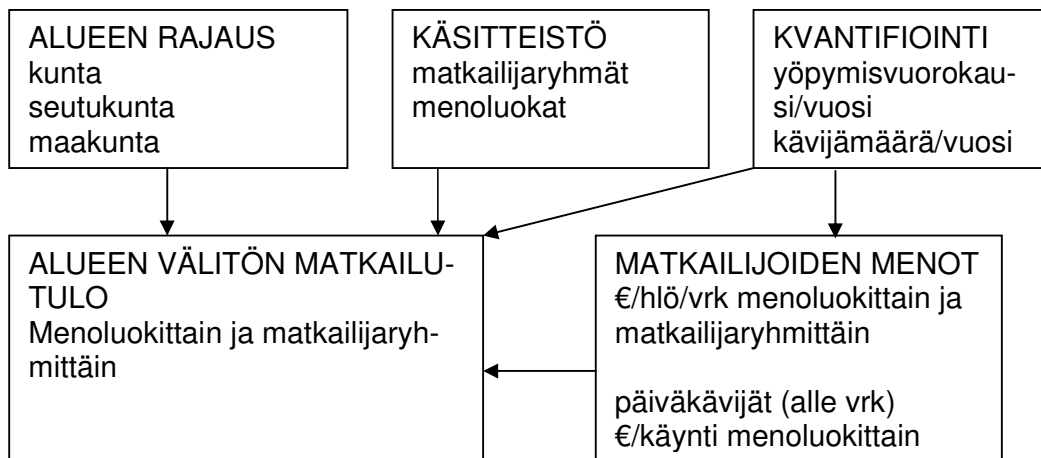 ALUEEN RAJAUS
kunta
seutukunta
maakunta
KÄSITTEISTÖ
matkailijaryhmät
menoluokat
KVANTIFIOINTI
yöpymisvuorokau-
si/vuosi
kävijämäärä/vuosi
ALUEEN VÄLITÖN MATKAILU-
TULO
Menoluokittain ja matkailijaryh-
mittäin
MATKAILIJOIDEN MENOT
€/hlö/vrk menoluokittain ja
matkailijaryhmittäin
päiväkävijät (alle vrk)
€/käynti menoluokittain